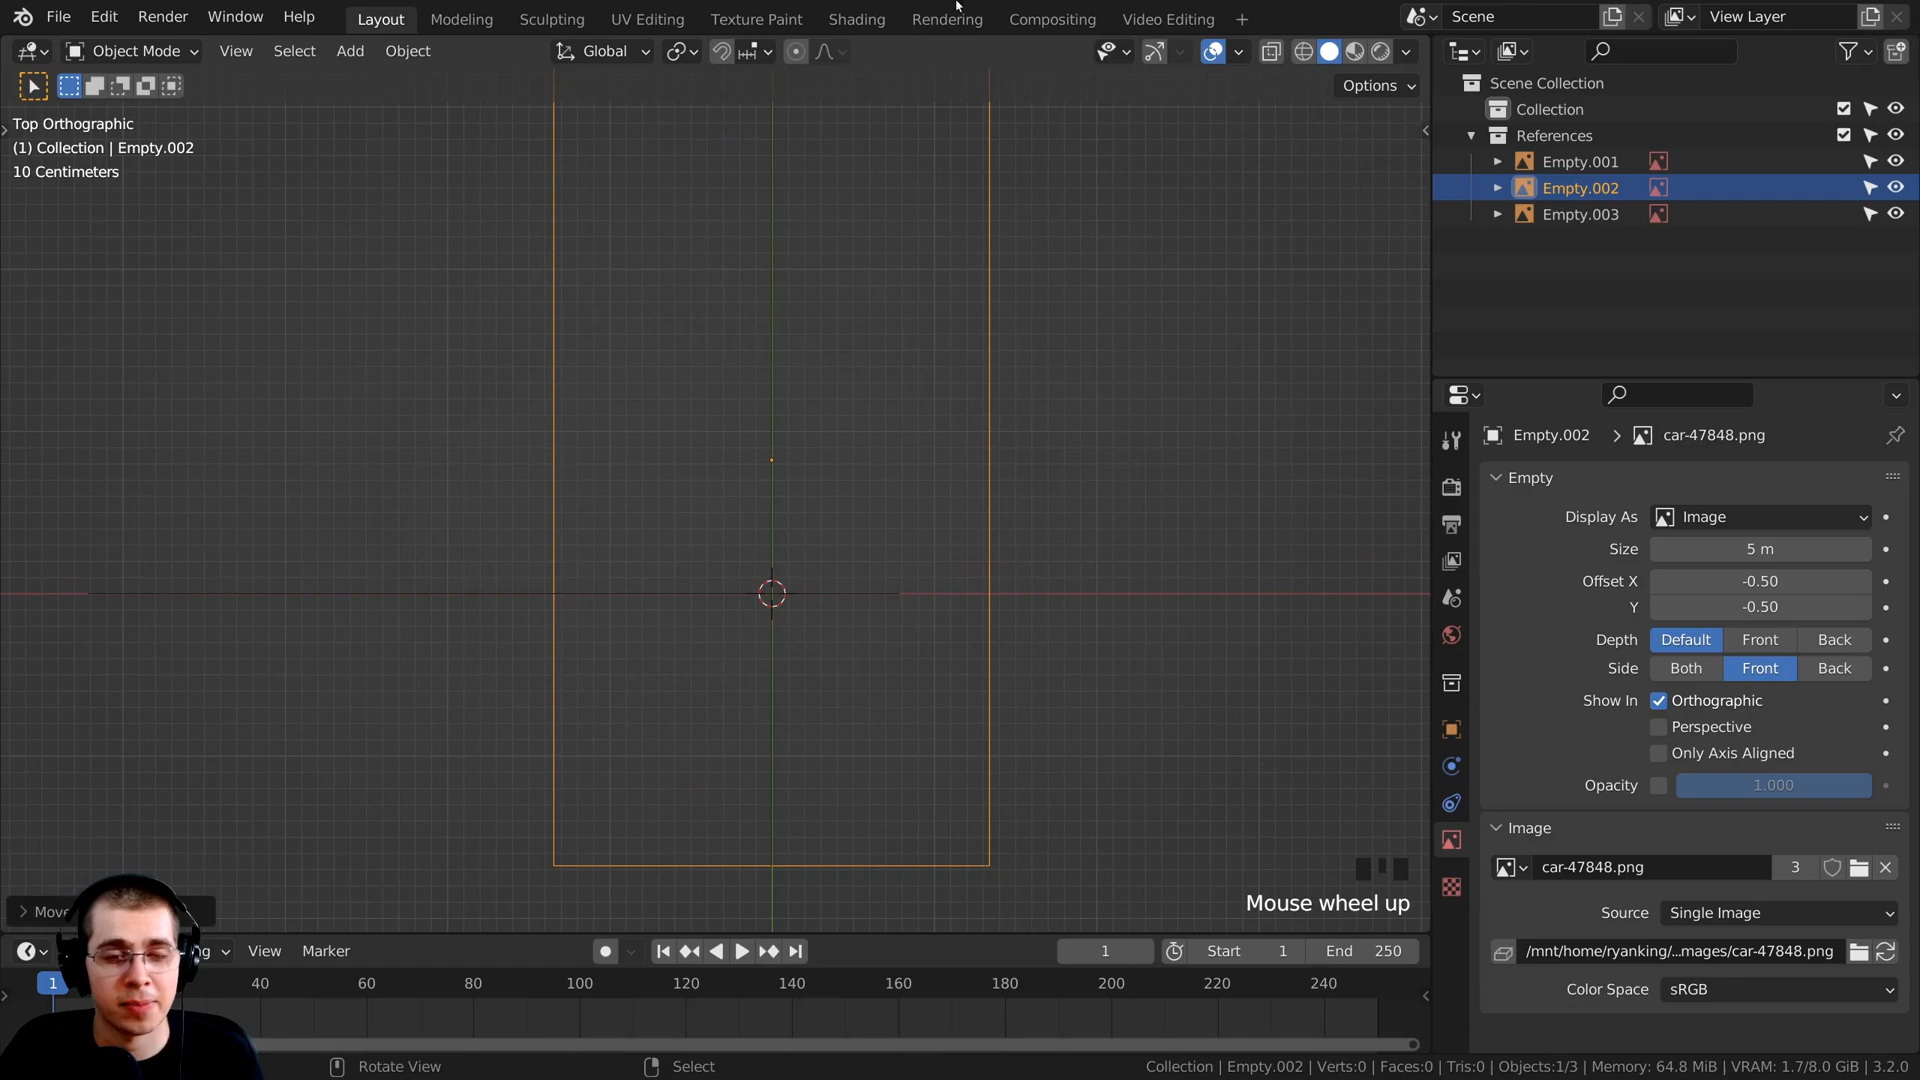 File Edit Render Window Help Layout Modeling Sculpting UV Editing Texture Paint Shading Rendering Compositing Video Editing + Scene View Layer
Object Mode View Select Add Object Global
Options
Top Orthographic
(1) Collection | Empty.002
10 Centimeters
Scene Collection
Collection
References
Empty.001
Empty.002
Empty.003
Empty.002 > car-47848.png
Empty
Display As Image
Size 5 m
Offset X -0.50
Y -0.50
Depth Default Front Back
Side Both Front Back
Show In Orthographic
Perspective
Only Axis Aligned
Opacity 1.000
Image
car-47848.png 3
Source Single Image
/mnt/home/ryanking/...mages/car-47848.png
Color Space sRGB
Mouse wheel up
Move
View Marker 1 Start 1 End 250
1 40 60 80 100 120 140 160 180 200 220 240
Rotate View Select Collection | Empty.002 | Verts:0 | Faces:0 | Tris:0 | Objects:1/3 | Memory: 64.8 MiB | VRAM: 1.7/8.0 GiB | 3.2.0